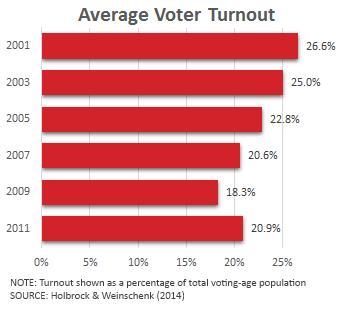 Average Voter Turnout
2001 26.6%
2003 25.0%
2005 22.8%
2007 20.6%
2009 18.3%
2011 20.9%
0% 5% 10% 15% 20% 25%
NOTE: Turnout shown as a percentage of total voting-age population
SOURCE: Holbrock & Weinschenk (2014)